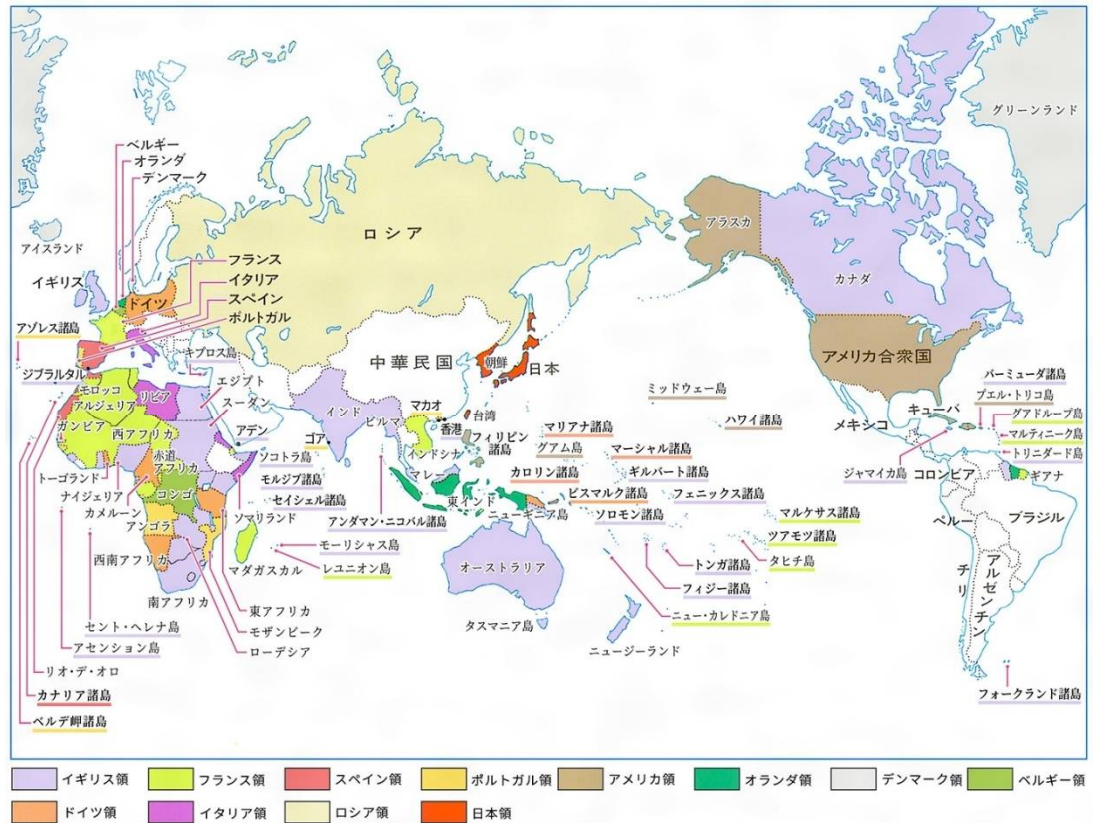 グリーンランド
ベルギー
オランダ
デンマーク
アイスランド
ロシア
アラスカ
カナダ
イギリス
フランス
イタリア
スペイン
ポルトガル
ドイツ
アゾレス諸島
ジブラルタル
キプロス島
中華民国
朝鮮
日本
アメリカ合衆国
モロッコ
アルジェリア
リビア
エジプト
スーダン
ガンビア
西アフリカ
赤道
アフリカ
アデン
インド
ビルマ
ゴア
マカオ
香港
台湾
ミッドウェー島
ハワイ諸島
バーミューダ諸島
キューバ
プエル・トリコ島
グアドループ島
メキシコ
マルティニーク島
トリニダード島
ジャマイカ島
コロンビア
ギアナ
トーゴランド
ナイジェリア
カメルーン
コンゴ
ソコトラ島
モルジブ諸島
セイシェル諸島
ソマリランド
インドシナ
マレー
フィリピン
諸島
マリアナ諸島
グアム島
マーシャル諸島
カロリン諸島
ギルバート諸島
東インド
ビスマルク諸島
フェニックス諸島
ニューギニア島
ソロモン諸島
アンダマン・ニコバル諸島
マルケサス諸島
ツアモツ諸島
タヒチ島
アンゴラ
西南アフリカ
マダガスカル
モーリシャス島
レユニオン島
オーストラリア
トンガ諸島
フィジー諸島
ニュー・カレドニア島
ペルー
ブラジル
チリ
アルゼンチン
南アフリカ
東アフリカ
モザンビーク
ローデシア
セント・ヘレナ島
アセンション島
リオ・デ・オロ
カナリア諸島
ベルデ岬諸島
タスマニア島
ニュージーランド
フォークランド諸島
イギリス領
フランス領
スペイン領
ポルトガル領
アメリカ領
オランダ領
デンマーク領
ベルギー領
ドイツ領
イタリア領
ロシア領
日本領